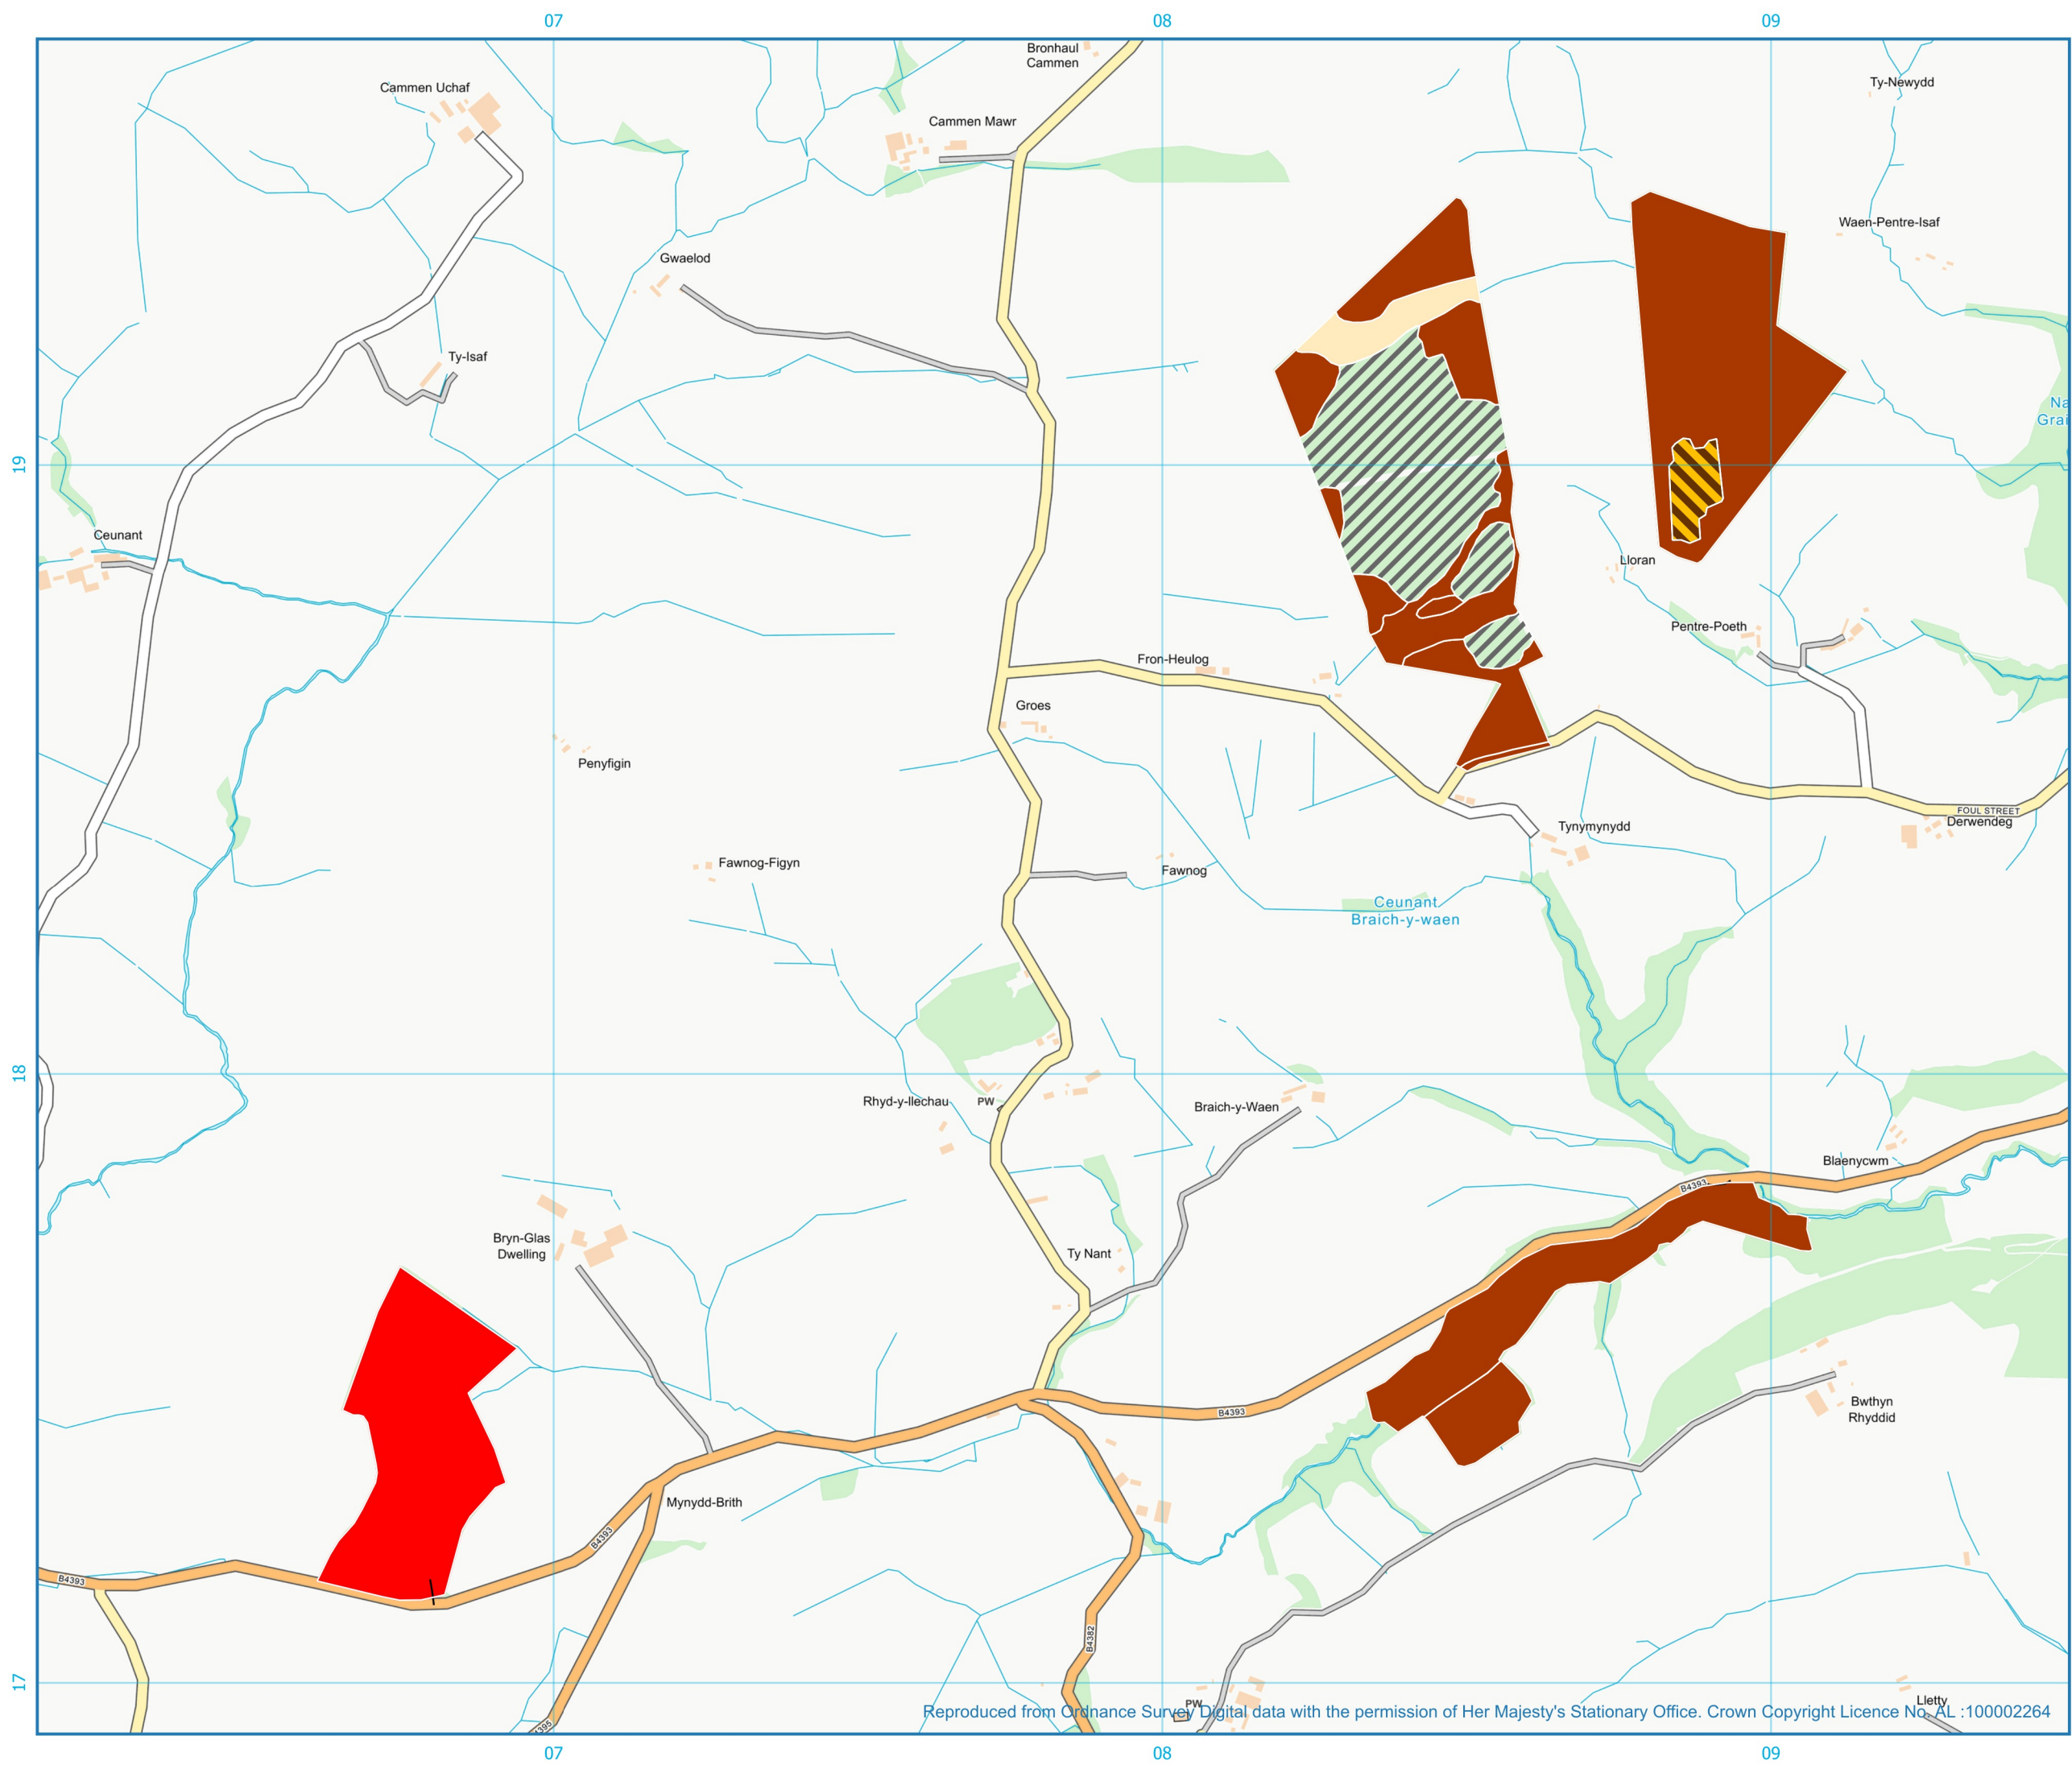 07
08
09
Bronhaul
Cammen
Cammen Uchaf
Ty-Newydd
Cammen Mawr
Waen-Pentre-Isaf
Gwaelod
Ty-Isaf
Na
Grai
19
Ceunant
Lloran
Pentre-Poeth
Fron-Heulog
Groes
Penyfigin
FOUL STREET
Derwendeg
Tynymynydd
Fawnog-Figyn
Fawnog
Ceunant
Braich-y-waen
18
Rhyd-y-llechau
PW
Braich-y-Waen
Blaenycwm
B4393
Bryn-Glas
Dwelling
Ty Nant
Bwthyn
Rhyddid
B4393
Mynydd-Brith
B4393
B4393
B4382
17
PW
Lletty
Reproduced from Ordnance Survey Digital data with the permission of Her Majesty's Stationary Office. Crown Copyright Licence No. AL :100002264
07
08
09